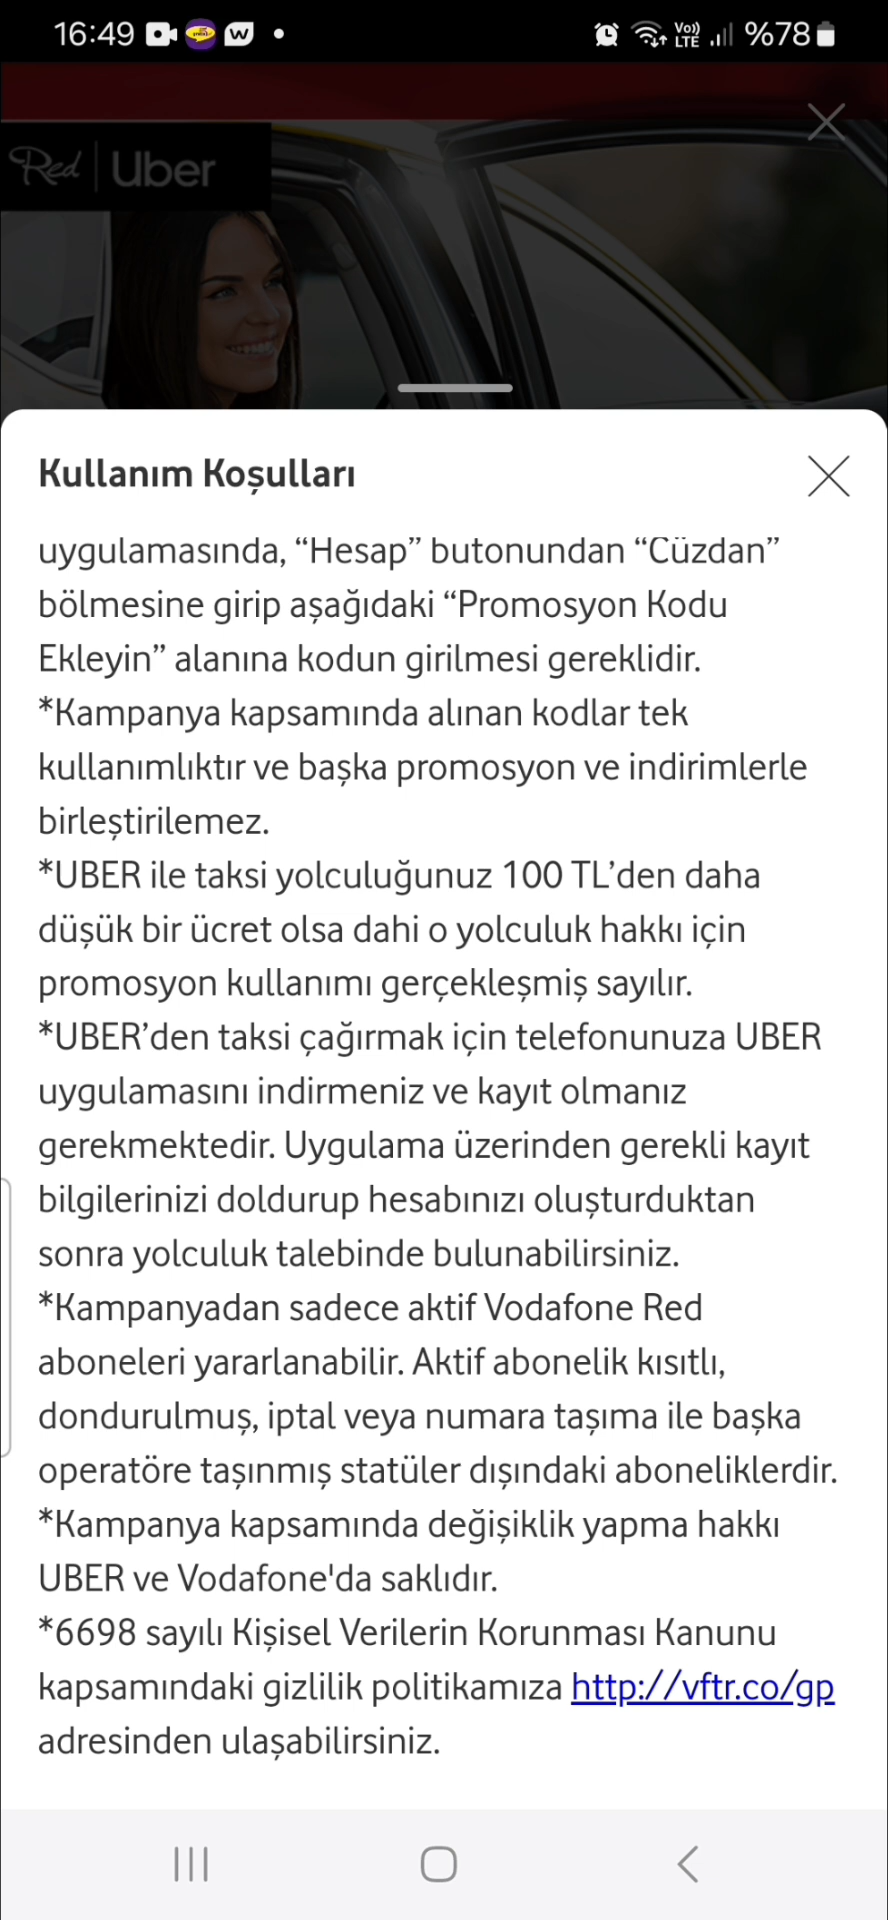 16:49 W VoLTE %78
Red | Uber
Kullanım Koşulları
uygulamasında, “Hesap” butonundan “Cüzdan”
bölmesine girip aşağıdaki “Promosyon Kodu
Ekleyin” alanına kodun girilmesi gereklidir.
*Kampanya kapsamında alınan kodlar tek
kullanımlıktır ve başka promosyon ve indirimlerle
birleştirilemez.
*UBER ile taksi yolculuğunuz 100 TL’den daha
düşük bir ücret olsa dahi o yolculuk hakkı için
promosyon kullanımı gerçekleşmiş sayılır.
*UBER’den taksi çağırmak için telefonunuza UBER
uygulamasını indirmeniz ve kayıt olmanız
gerekmektedir. Uygulama üzerinden gerekli kayıt
bilgilerinizi doldurup hesabınızı oluşturduktan
sonra yolculuk talebinde bulunabilirsiniz.
*Kampanyadan sadece aktif Vodafone Red
aboneleri yararlanabilir. Aktif abonelik kısıtlı,
dondurulmuş, iptal veya numara taşıma ile başka
operatöre taşınmış statüler dışındaki aboneliklerdir.
*Kampanya kapsamında değişiklik yapma hakkı
UBER ve Vodafone'da saklıdır.
*6698 sayılı Kişisel Verilerin Korunması Kanunu
kapsamındaki gizlilik politikamıza http://vftr.co/gp
adresinden ulaşabilirsiniz.